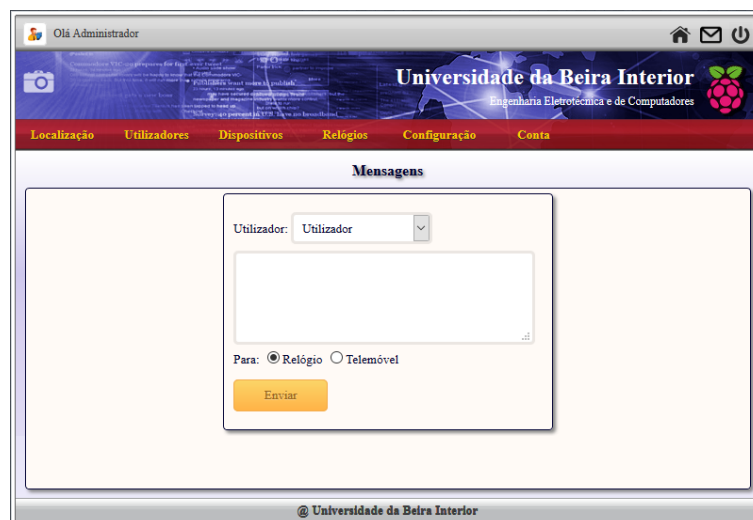 Olá Administrador
Universidade da Beira Interior
Engenharia Eletrotécnica e de Computadores
Localização Utilizadores Dispositivos Relógios Configuração Conta
Mensagens
Utilizador: Utilizador
Para: Relógio Telemóvel
Enviar
@ Universidade da Beira Interior